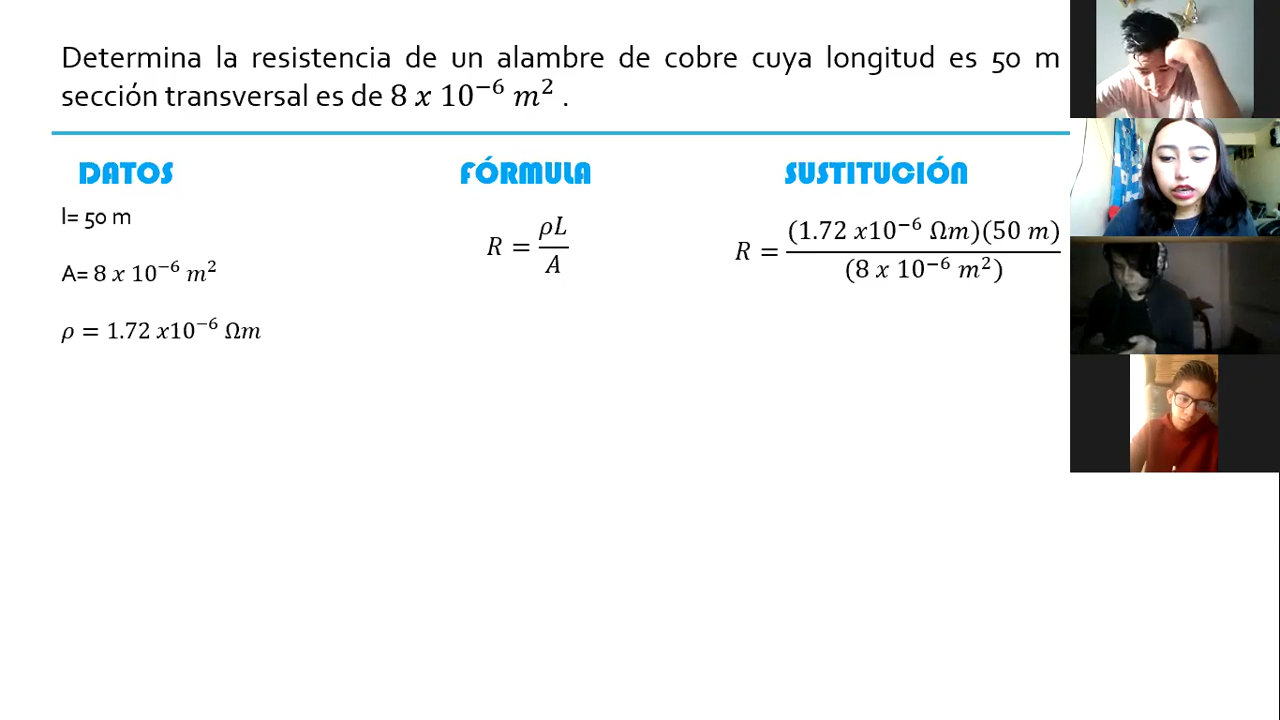 Determina la resistencia de un alambre de cobre cuya longitud es 50 m
sección transversal es de 8 x 10⁻⁶ m² .
DATOS
l= 50 m
A= 8 x 10⁻⁶ m²
ρ = 1.72 x10⁻⁶ Ωm
FÓRMULA
R = ρL/A
SUSTITUCIÓN
R = (1.72 x10⁻⁶ Ωm)(50 m)/(8 x 10⁻⁶ m²)